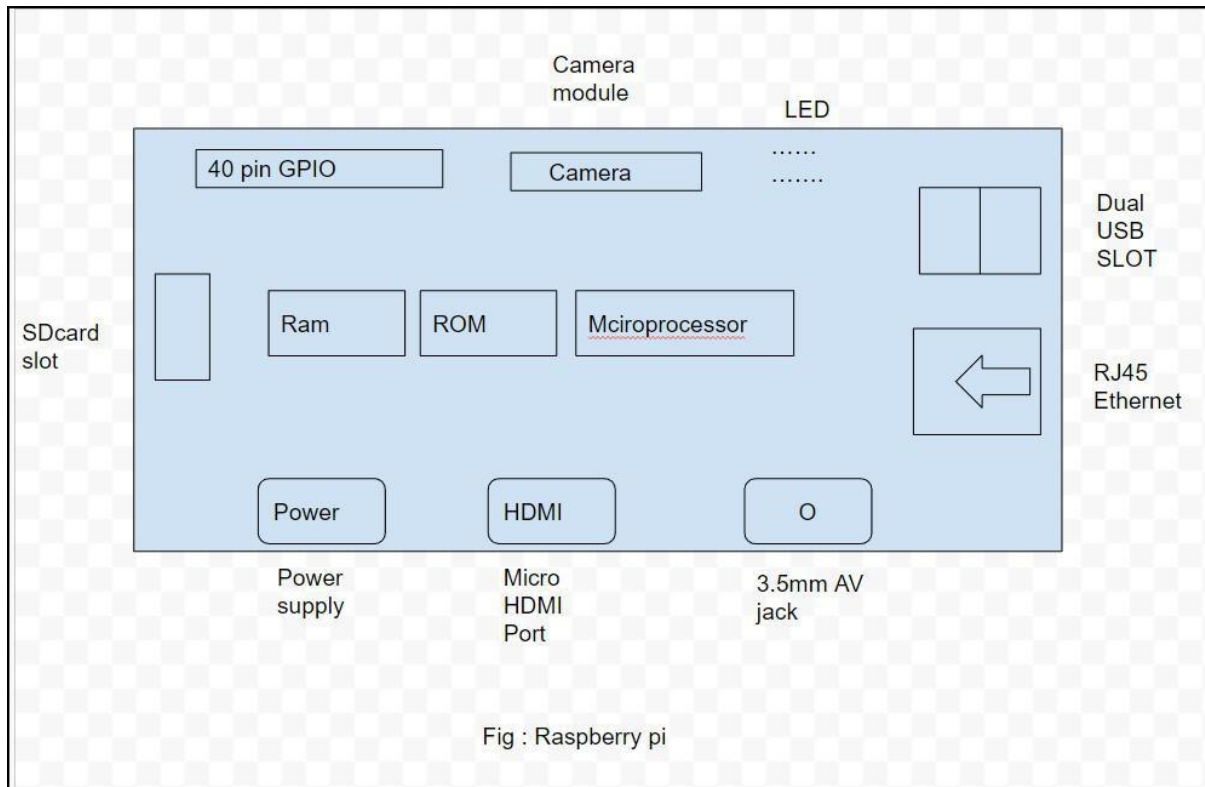 Camera
module
LED
40 pin GPIO
Camera
......
.......
Dual
USB
SLOT
SDcard
slot
Ram
ROM
Mciroprocessor
RJ45
Ethernet
Power
HDMI
O
Power
supply
Micro
HDMI
Port
3.5mm AV
jack
Fig : Raspberry pi